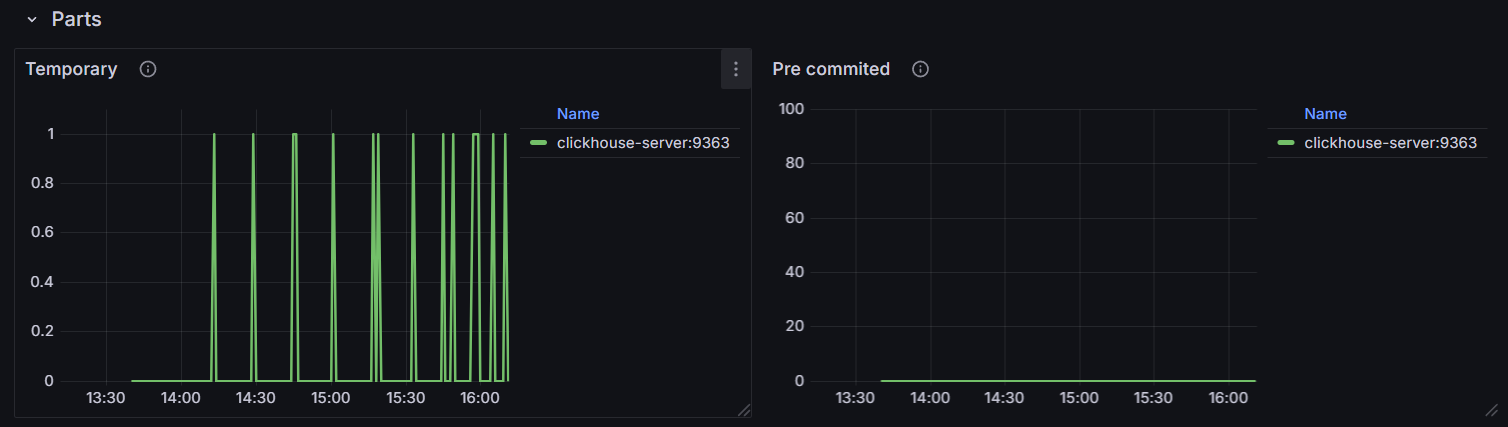 Parts
Temporary
Name
clickhouse-server:9363
1
0.8
0.6
0.4
0.2
0
13:30 14:00 14:30 15:00 15:30 16:00
Pre commited
Name
clickhouse-server:9363
100
80
60
40
20
0
13:30 14:00 14:30 15:00 15:30 16:00